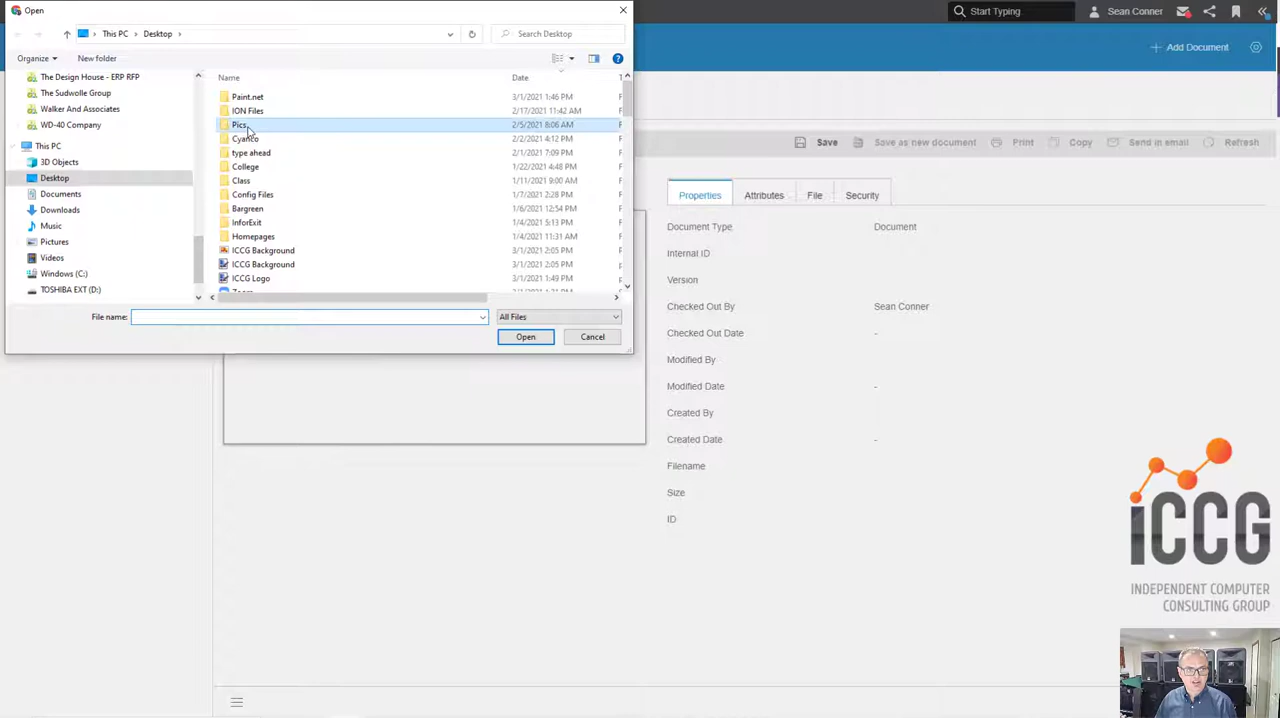 Open
Start Typing
Sean Conner
This PC > Desktop >
Search Desktop
Add Document
Organize
New folder
The Design House - ERP RFP
The Sudwolle Group
Walker And Associates
WD-40 Company
This PC
3D Objects
Desktop
Documents
Downloads
Music
Pictures
Videos
Windows (C:)
TOSHIBA EXT (D:)
Name Date T
Paint.net 3/1/2021 1:46 PM F
ION Files 2/17/2021 11:42 AM F
Pics 2/5/2021 8:06 AM F
Cyanco 2/2/2021 4:12 PM F
type ahead 2/1/2021 7:09 PM F
College 1/22/2021 4:48 PM F
Class 1/11/2021 9:00 AM F
Config Files 1/7/2021 2:28 PM F
Bargreen 1/6/2021 12:54 PM F
InforExit 1/4/2021 5:13 PM F
Homepages 1/4/2021 11:31 AM F
ICCG Background 3/1/2021 2:05 PM
ICCG Background 3/1/2021 2:05 PM
ICCG Logo 3/1/2021 1:49 PM
File name:
All Files
Open Cancel
Save Save as new document Print Copy Send in email Refresh
Properties Attributes File Security
Document Type Document
Internal ID
Version
Checked Out By Sean Conner
Checked Out Date -
Modified By
Modified Date -
Created By
Created Date -
Filename
Size
ID
iCCG
INDEPENDENT COMPUTER
CONSULTING GROUP